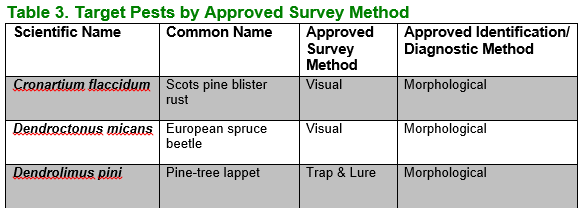 Table 3. Target Pests by Approved Survey Method
Scientific Name Common Name Approved Survey Method Approved Identification/ Diagnostic Method
Cronartium flaccidum Scots pine blister rust Visual Morphological
Dendroctonus micans European spruce beetle Visual Morphological
Dendrolimus pini Pine-tree lappet Trap & Lure Morphological